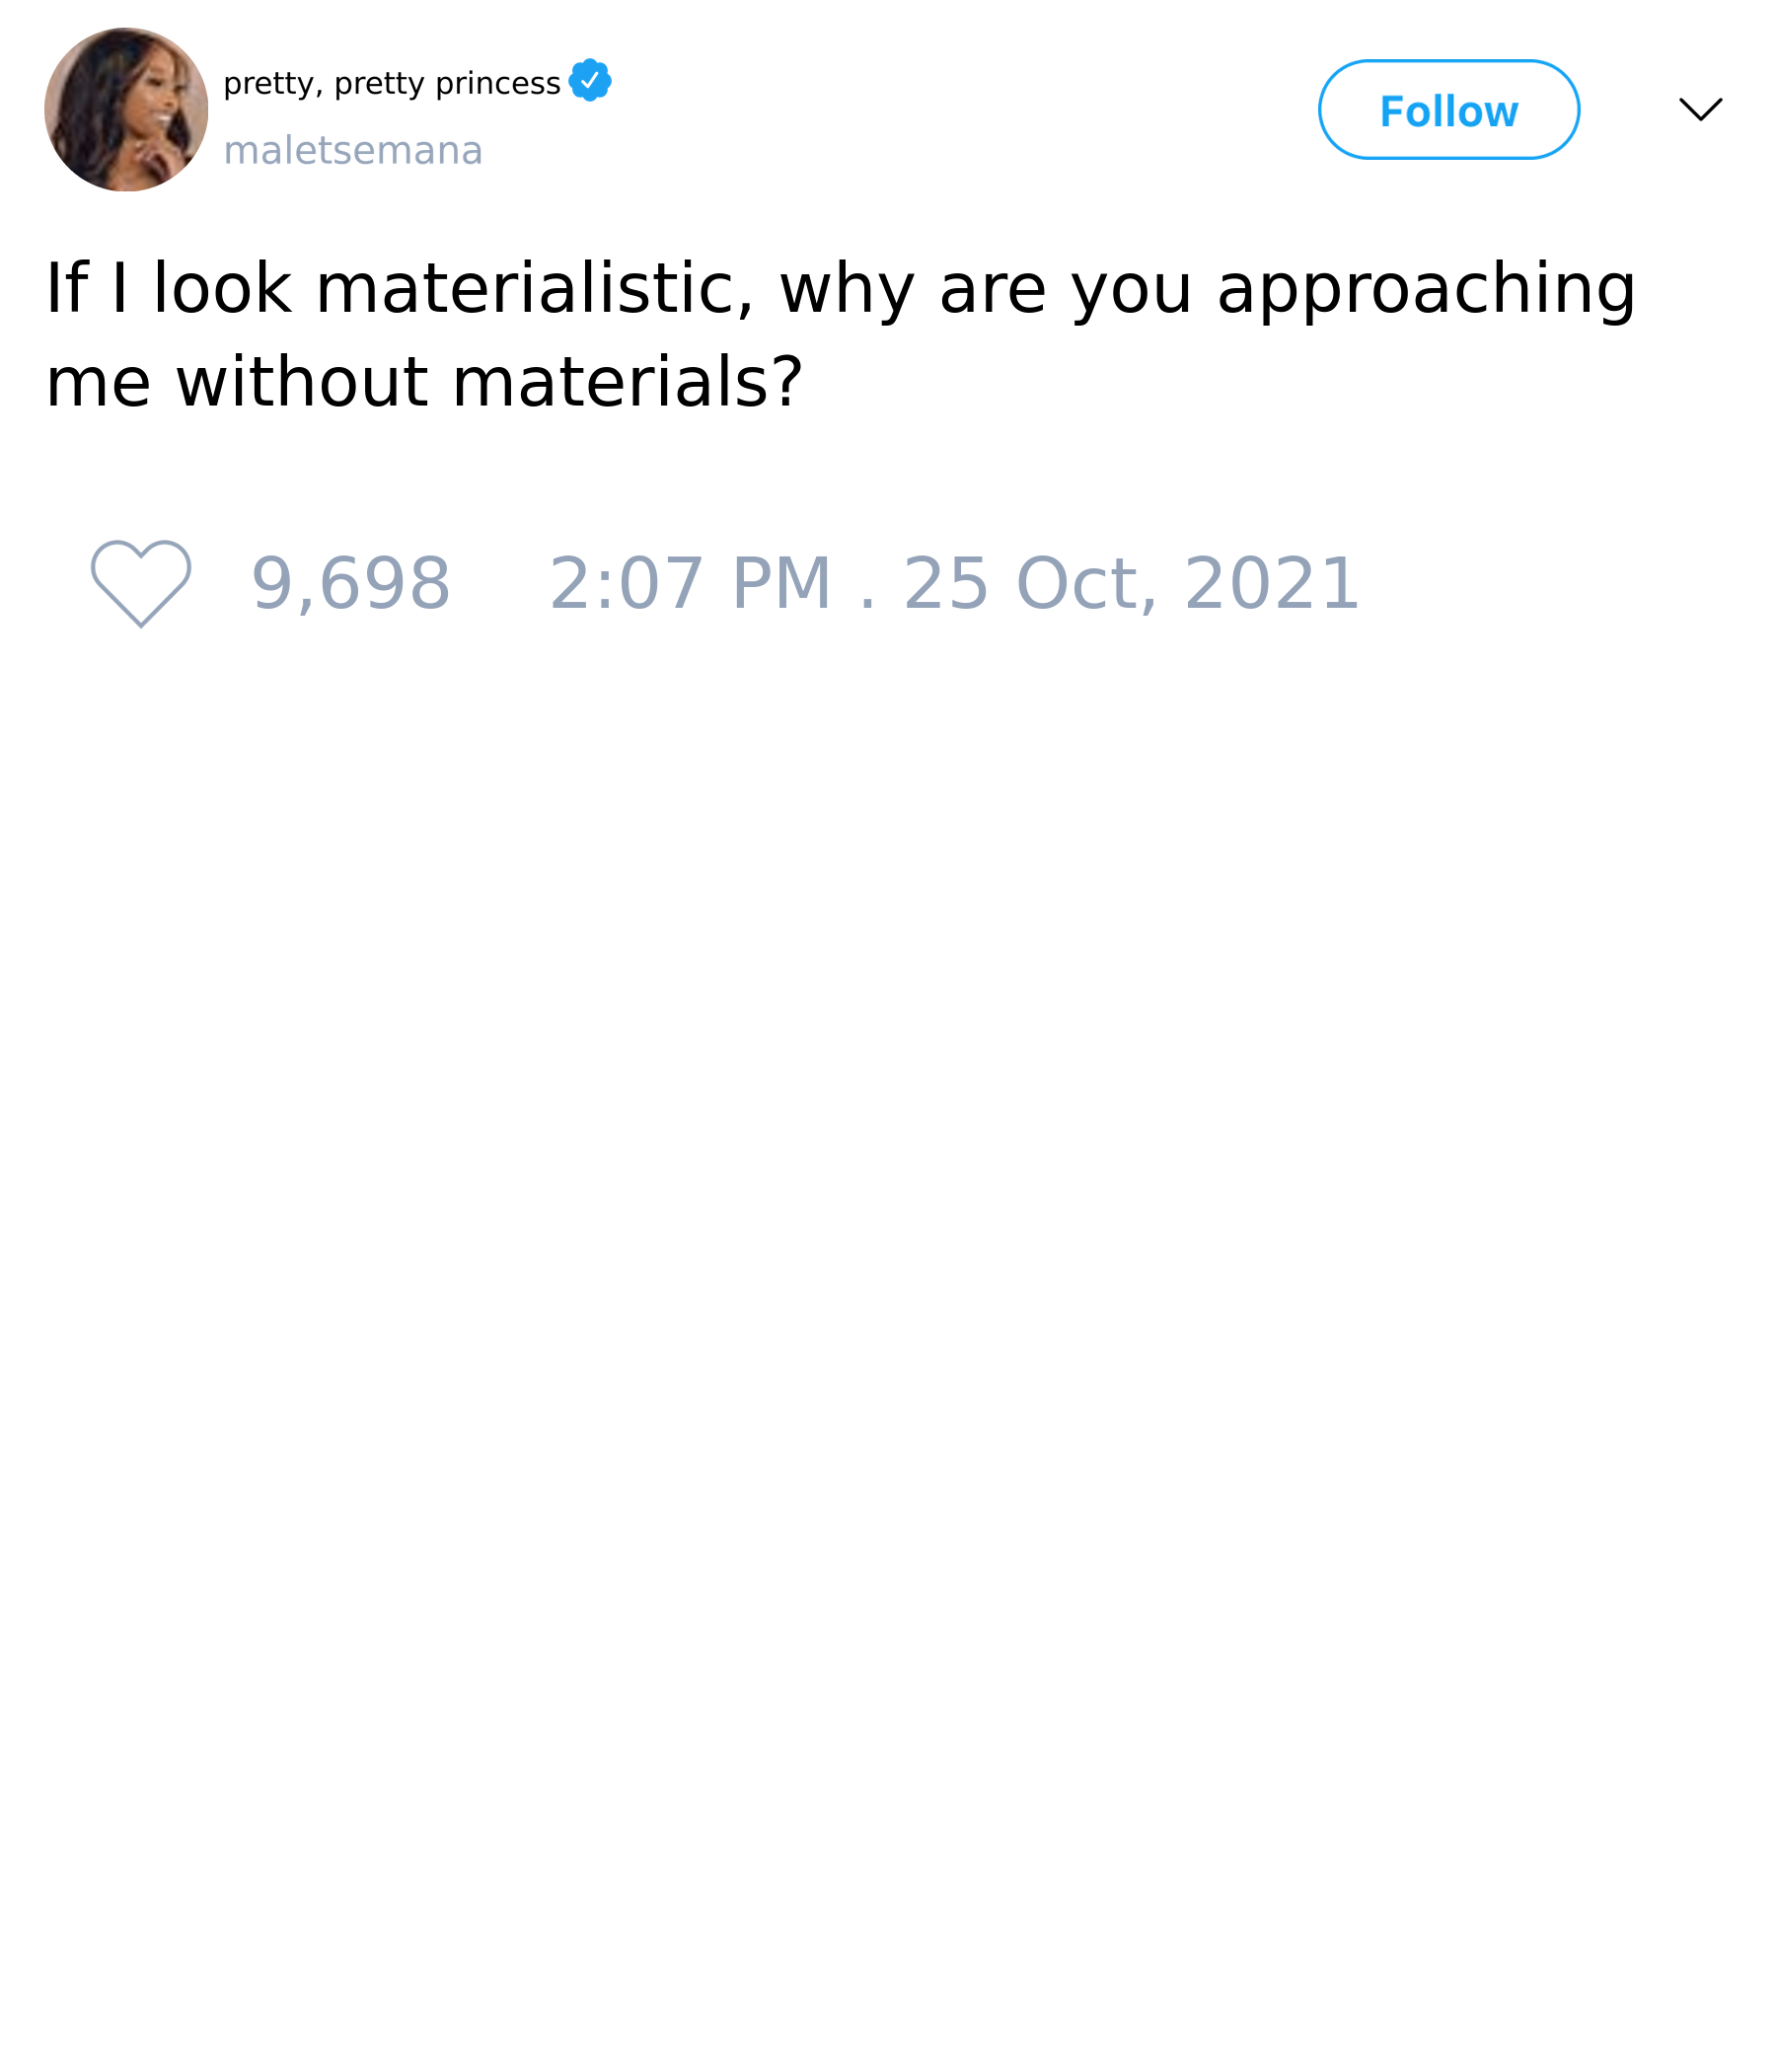 pretty, pretty princess
maletsemana
Follow
If I look materialistic, why are you approaching
me without materials?
9,698 2:07 PM . 25 Oct, 2021